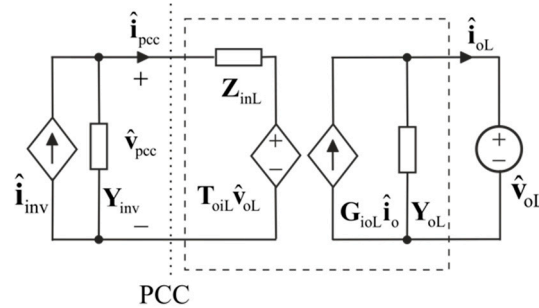 î_pcc
î_oL
+
Z_inL
v̂_pcc
+
−
+
−
î_inv
Y_inv
T_oiL v̂_oL
G_ioL î_o
Y_oL
v̂_oL
−
PCC